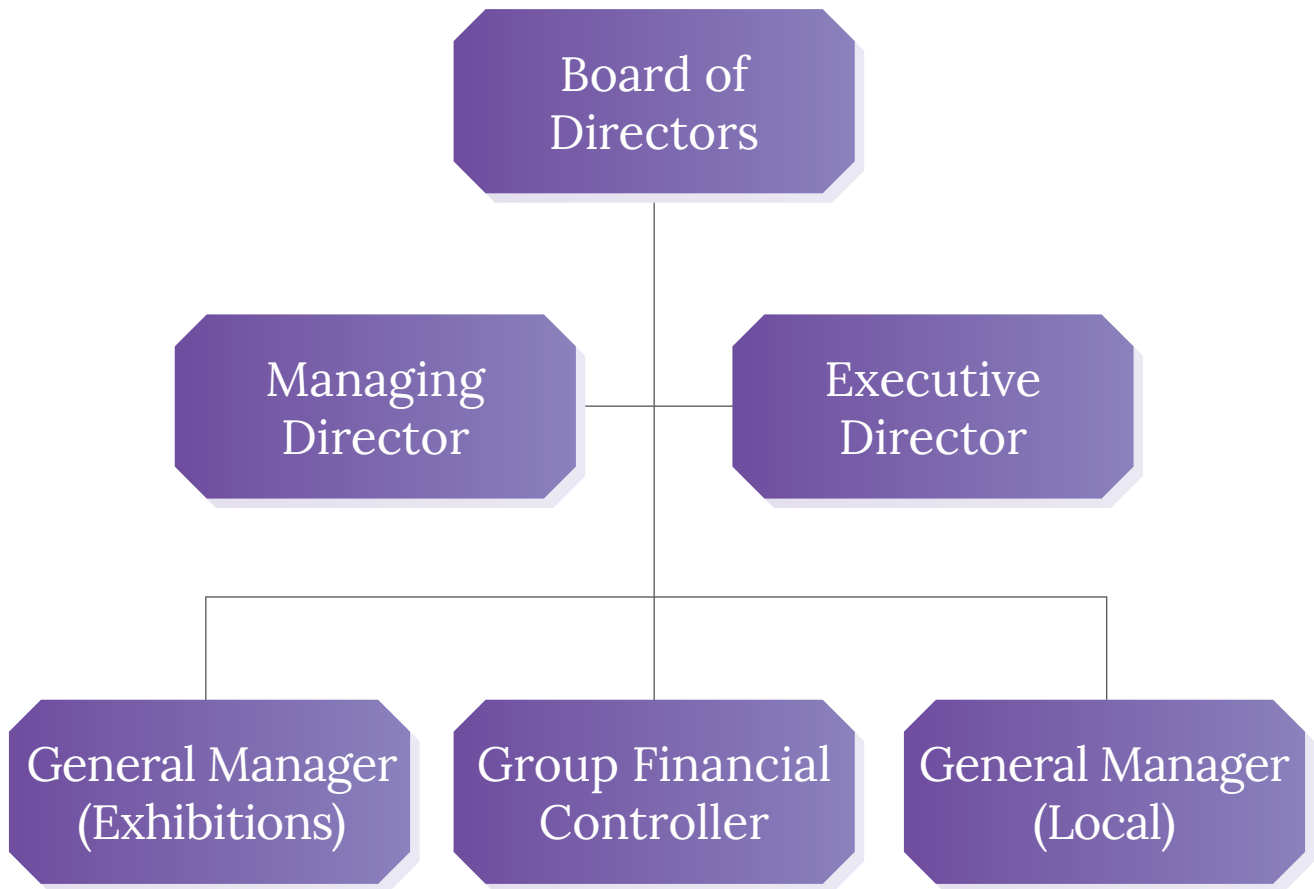 Board of
Directors
Managing
Director
Executive
Director
General Manager
(Exhibitions)
Group Financial
Controller
General Manager
(Local)